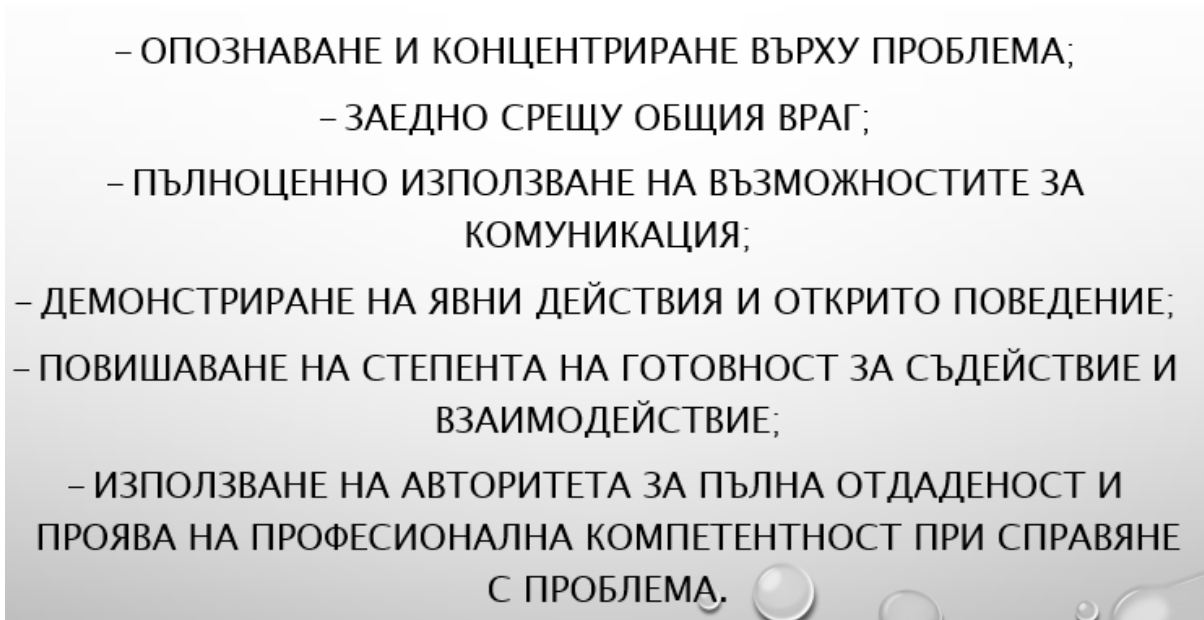 – ОПОЗНАВАНЕ И КОНЦЕНТРИРАНЕ ВЪРХУ ПРОБЛЕМА;
– ЗАЕДНО СРЕЩУ ОБЩИЯ ВРАГ;
– ПЪЛНОЦЕННО ИЗПОЛЗВАНЕ НА ВЪЗМОЖНОСТИТЕ ЗА
КОМУНИКАЦИЯ;
– ДЕМОНСТРИРАНЕ НА ЯВНИ ДЕЙСТВИЯ И ОТКРИТО ПОВЕДЕНИЕ;
– ПОВИШАВАНЕ НА СТЕПЕНТА НА ГОТОВНОСТ ЗА СЪДЕЙСТВИЕ И
ВЗАИМОДЕЙСТВИЕ;
– ИЗПОЛЗВАНЕ НА АВТОРИТЕТА ЗА ПЪЛНА ОТДАДЕНОСТ И
ПРОЯВА НА ПРОФЕСИОНАЛНА КОМПЕТЕНТНОСТ ПРИ СПРАВЯНЕ
С ПРОБЛЕМА.